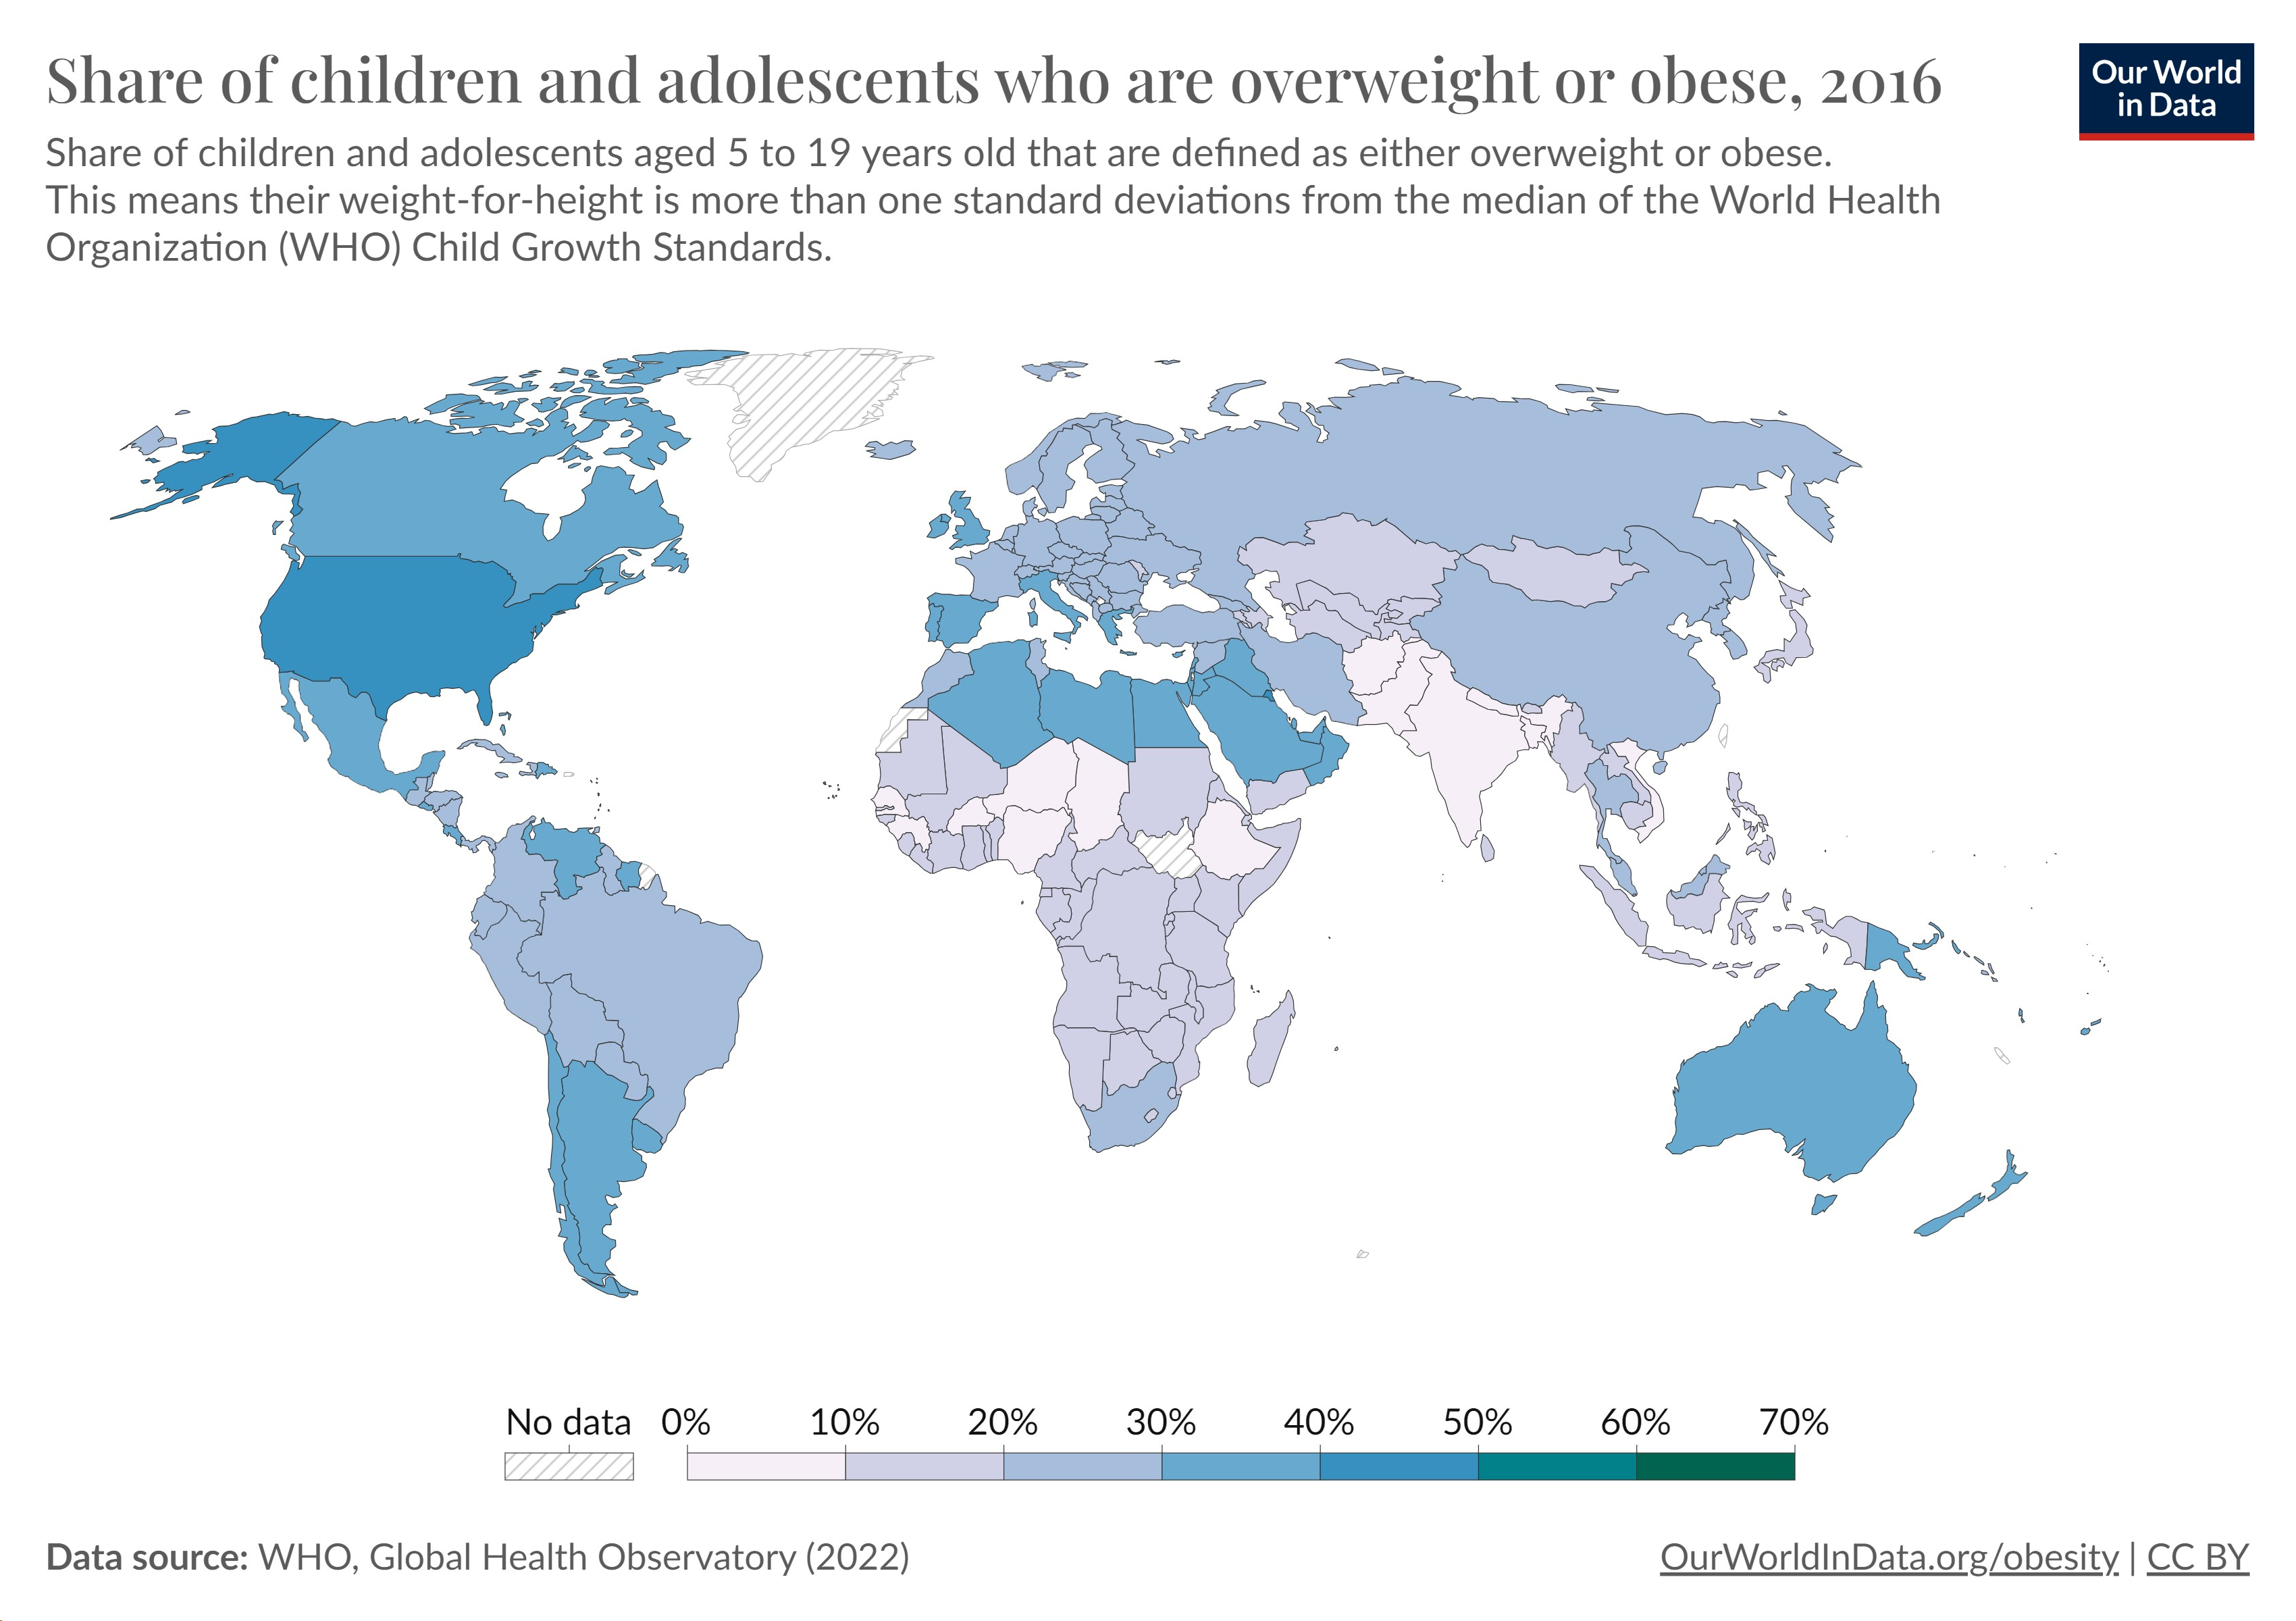 Share of children and adolescents who are overweight or obese, 2016
Our World
in Data
Share of children and adolescents aged 5 to 19 years old that are defined as either overweight or obese.
This means their weight-for-height is more than one standard deviations from the median of the World Health
Organization (WHO) Child Growth Standards.
No data 0% 10% 20% 30% 40% 50% 60% 70%
Data source: WHO, Global Health Observatory (2022)
OurWorldInData.org/obesity | CC BY